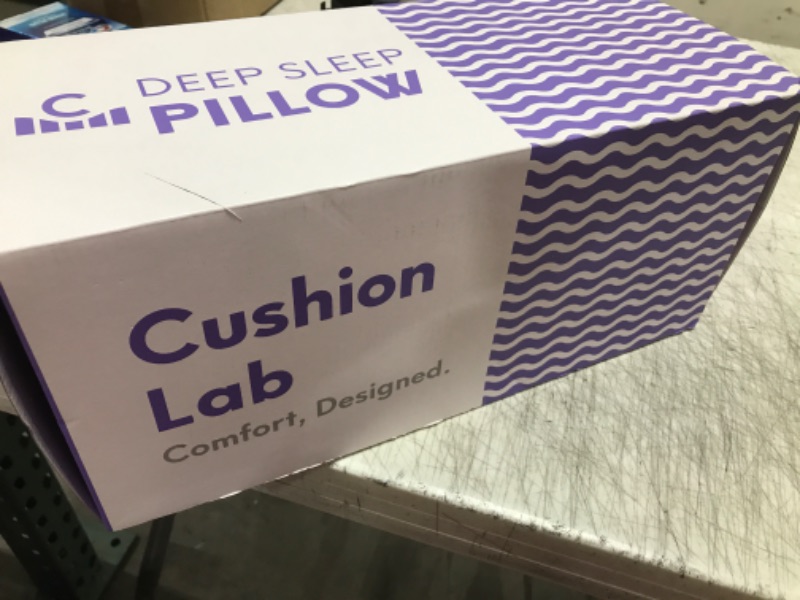 C
DEEP SLEEP
PILLOW
Cushion
Lab
Comfort, Designed.